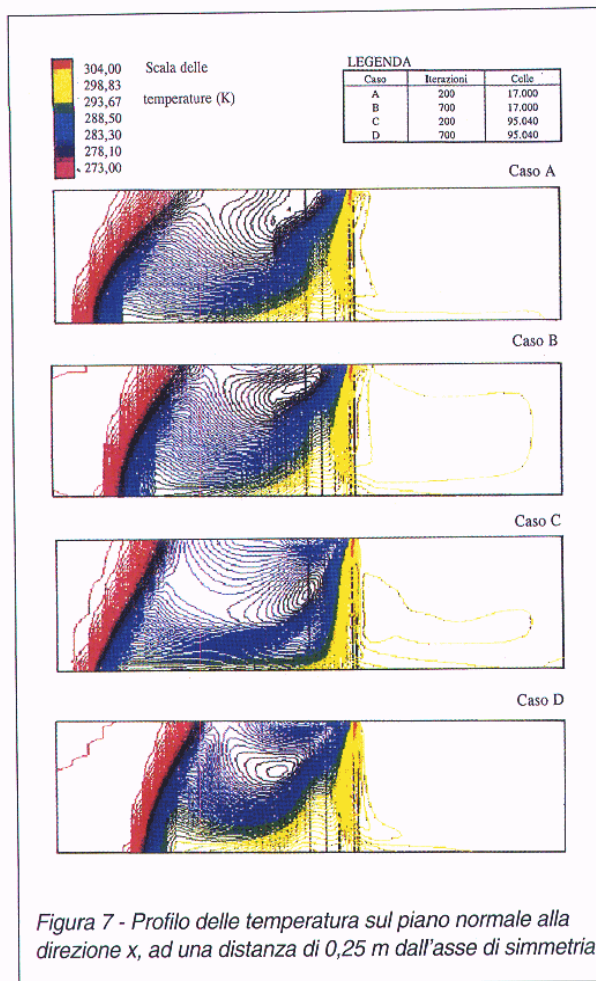 304,00
298,83
293,67
288,50
283,30
278,10
273,00
Scala delle
temperature (K)
LEGENDA
Caso Iterazioni Celle
A 200 17.000
B 700 17.000
C 200 95.040
D 700 95.040
Caso A
Caso B
Caso C
Caso D
Figura 7 - Profilo delle temperatura sul piano normale alla
direzione x, ad una distanza di 0,25 m dall'asse di simmetria